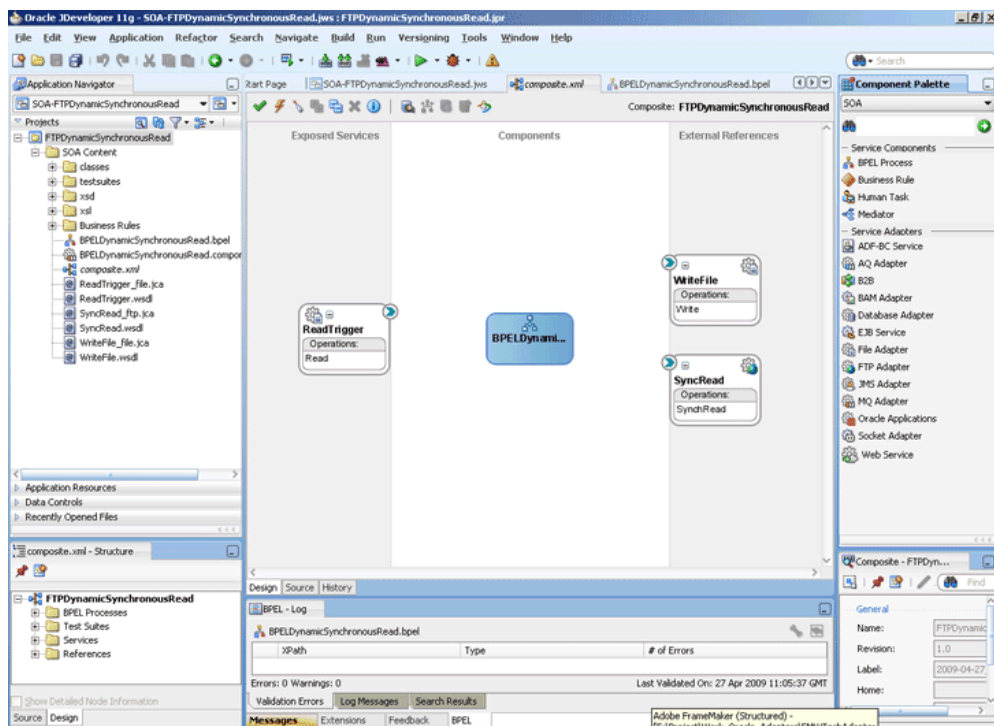 Oracle JDeveloper 11g - SOA-FTPDynamicSynchronousRead.jws : FTPDynamicSynchronousRead.jpr
File Edit View Application Refactor Search Navigate Build Run Versioning Tools Window Help
Search
Application Navigator
SOA-FTPDynamicSynchronousRead
Projects
FTPDynamicSynchronousRead
SOA Content
classes
testsuites
xsd
xsl
Business Rules
BPELDynamicSynchronousRead.bpel
BPELDynamicSynchronousRead.compor
composite.xml
ReadTrigger_file.jca
ReadTrigger.wsdl
SyncRead_ftp.jca
SyncRead.wsdl
WriteFile_file.jca
WriteFile.wsdl
Application Resources
Data Controls
Recently Opened Files
composite.xml - Structure
FTPDynamicSynchronousRead
BPEL Processes
Test Suites
Services
References
Show Detailed Node Information
Source Design
tart Page SOA-FTPDynamicSynchronousRead.jws composite.xml BPELDynamicSynchronousRead.bpel
Composite: FTPDynamicSynchronousRead
Exposed Services Components External References
ReadTrigger
Operations:
Read
BPELDynami...
WriteFile
Operations:
Write
SyncRead
Operations:
SynchRead
Design Source History
BPEL - Log
BPELDynamicSynchronousRead.bpel
XPath Type # of Errors
Errors: 0 Warnings: 0 Last Validated On: 27 Apr 2009 11:05:37 GMT
Validation Errors Log Messages Search Results
Messages Extensions Feedback BPEL
Adobe FrameMaker (Structured) -
Component Palette
SOA
Service Components
BPEL Process
Business Rule
Human Task
Mediator
Service Adapters
ADF-BC Service
AQ Adapter
B2B
BAM Adapter
Database Adapter
EJB Service
File Adapter
FTP Adapter
JMS Adapter
MQ Adapter
Oracle Applications
Socket Adapter
Web Service
Composite - FTPDyn...
Find
General
Name: FTPDynamic
Revision: 1.0
Label: 2009-04-27
Home: